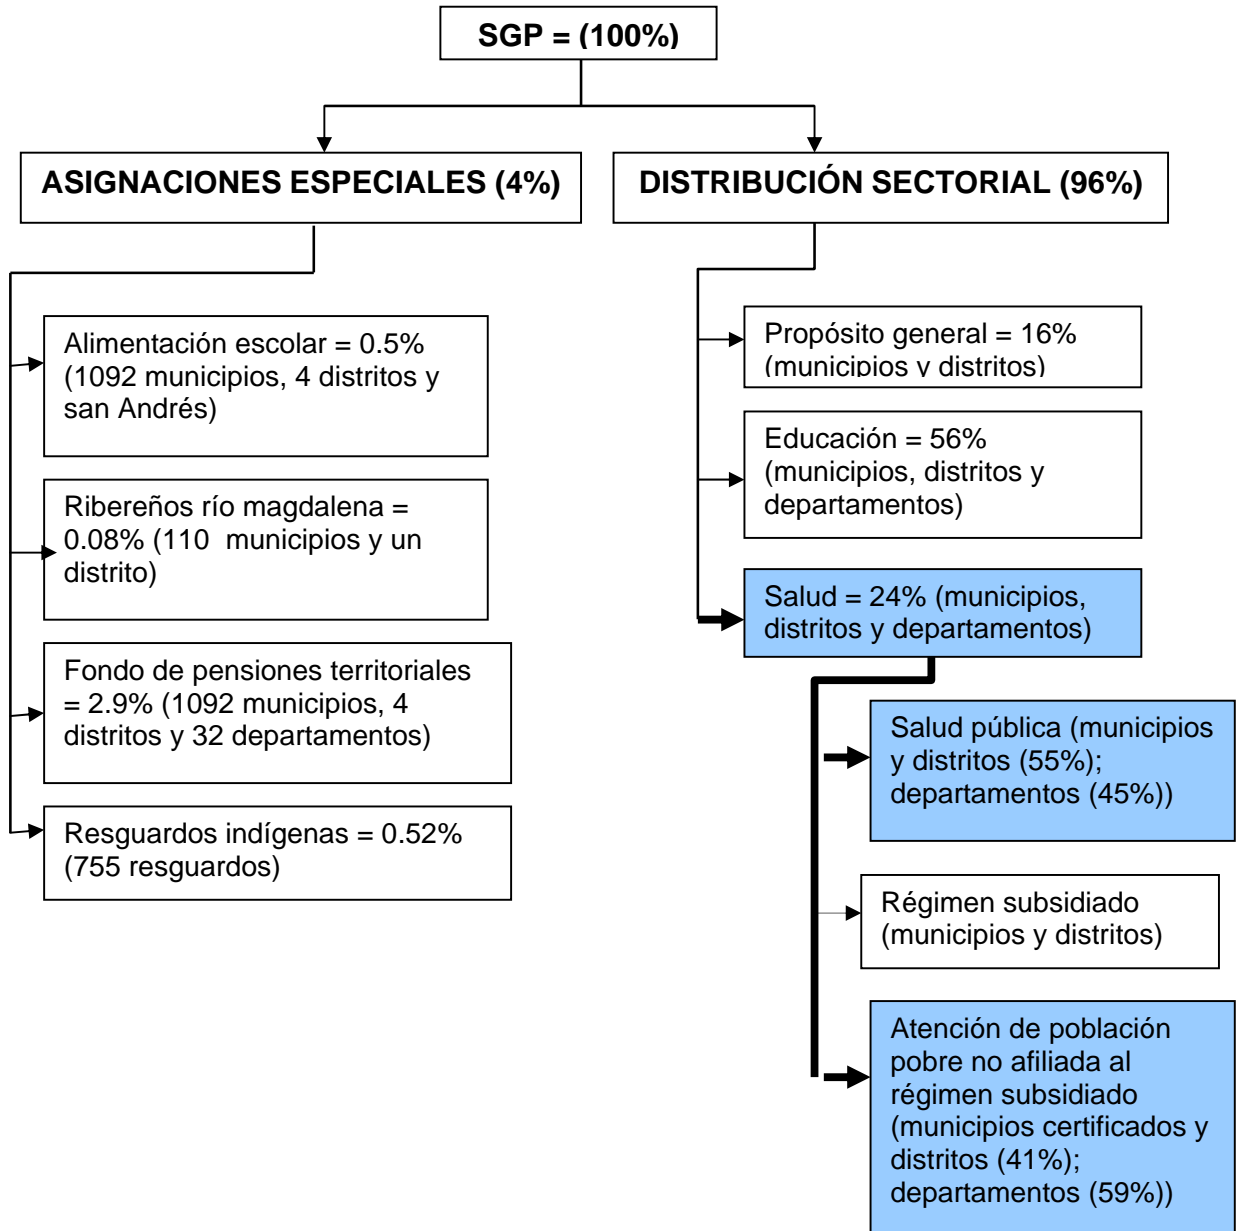 SGP = (100%)
ASIGNACIONES ESPECIALES (4%)
DISTRIBUCIÓN SECTORIAL (96%)
Alimentación escolar = 0.5%
(1092 municipios, 4 distritos y
san Andrés)
Ribereños río magdalena =
0.08% (110 municipios y un
distrito)
Fondo de pensiones territoriales
= 2.9% (1092 municipios, 4
distritos y 32 departamentos)
Resguardos indígenas = 0.52%
(755 resguardos)
Propósito general = 16%
(municipios y distritos)
Educación = 56%
(municipios, distritos y
departamentos)
Salud = 24% (municipios,
distritos y departamentos)
Salud pública (municipios
y distritos (55%);
departamentos (45%))
Régimen subsidiado
(municipios y distritos)
Atención de población
pobre no afiliada al
régimen subsidiado
(municipios certificados y
distritos (41%);
departamentos (59%))